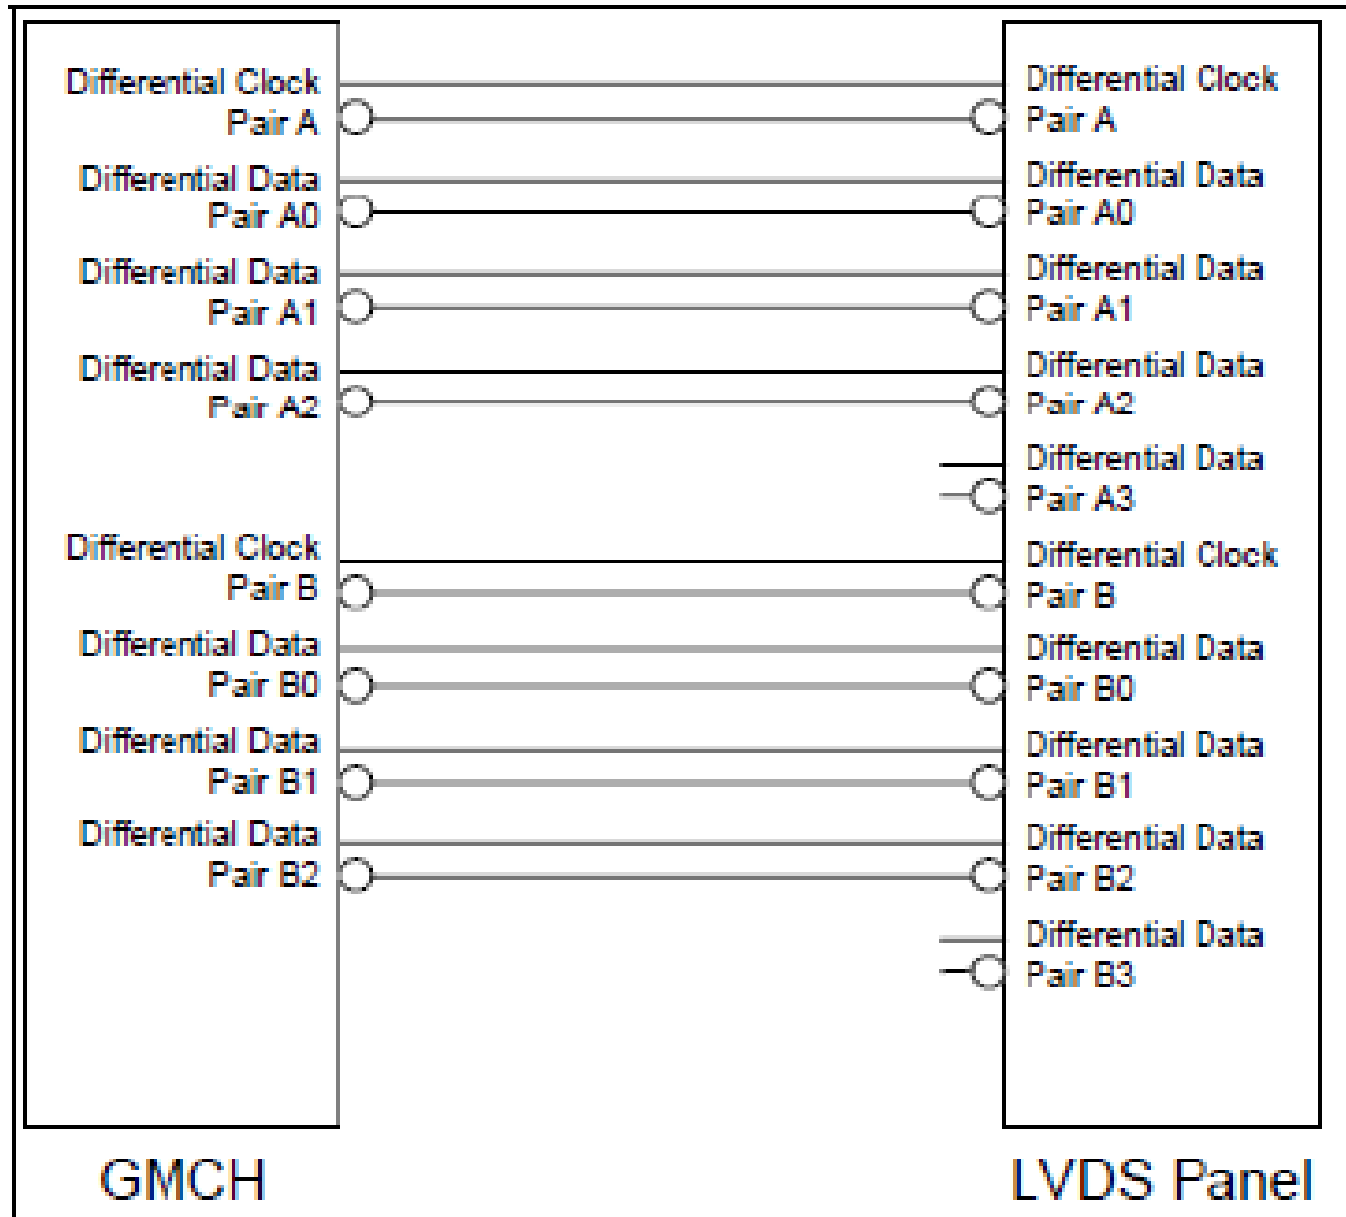 Differential Clock
Pair A
Differential Data
Pair A0
Differential Data
Pair A1
Differential Data
Pair A2
Differential Clock
Pair B
Differential Data
Pair B0
Differential Data
Pair B1
Differential Data
Pair B2
GMCH
Differential Clock
Pair A
Differential Data
Pair A0
Differential Data
Pair A1
Differential Data
Pair A2
Differential Data
Pair A3
Differential Clock
Pair B
Differential Data
Pair B0
Differential Data
Pair B1
Differential Data
Pair B2
Differential Data
Pair B3
LVDS Panel